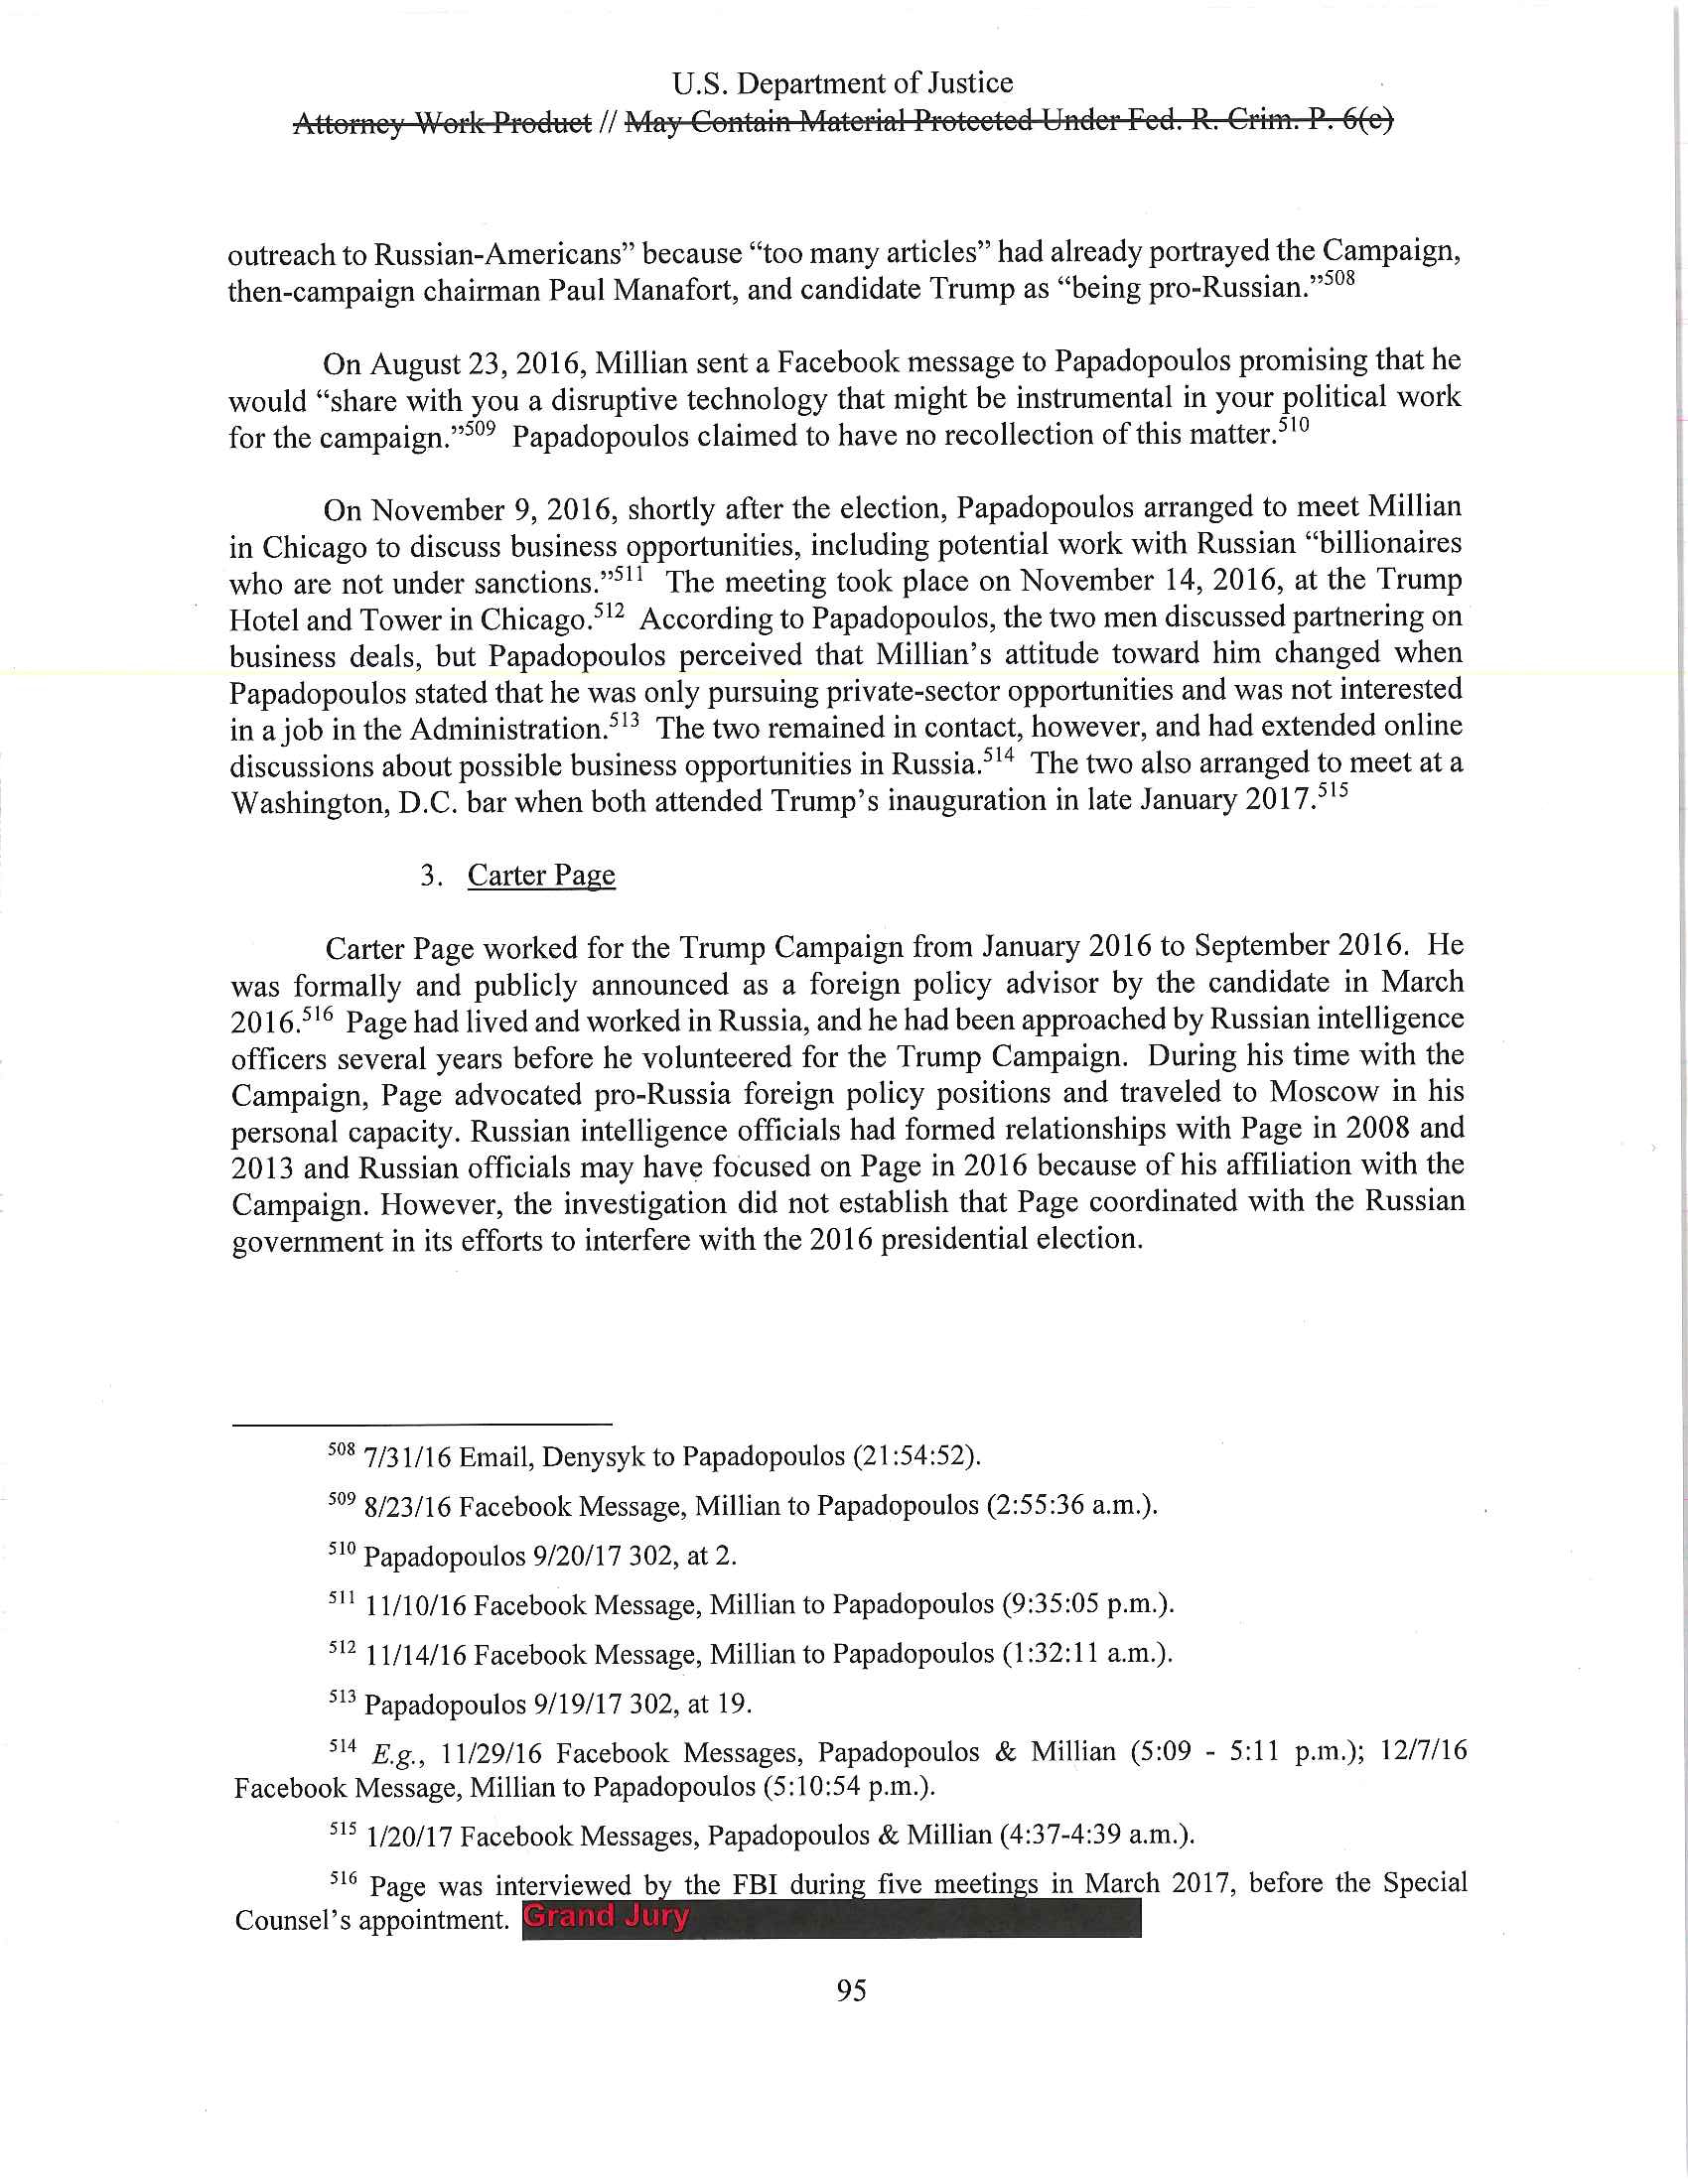 U.S. Department of Justice
Attorney Work Product // May Contain Material Protected Under Fed. R. Crim. P. 6(e)
outreach to Russian-Americans” because “too many articles” had already portrayed the Campaign,
then-campaign chairman Paul Manafort, and candidate Trump as “being pro-Russian.”508
On August 23, 2016, Millian sent a Facebook message to Papadopoulos promising that he
would “share with you a disruptive technology that might be instrumental in your political work
for the campaign.”509 Papadopoulos claimed to have no recollection of this matter.510
On November 9, 2016, shortly after the election, Papadopoulos arranged to meet Millian
in Chicago to discuss business opportunities, including potential work with Russian “billionaires
who are not under sanctions.”511 The meeting took place on November 14, 2016, at the Trump
Hotel and Tower in Chicago.512 According to Papadopoulos, the two men discussed partnering on
business deals, but Papadopoulos perceived that Millian’s attitude toward him changed when
Papadopoulos stated that he was only pursuing private-sector opportunities and was not interested
in a job in the Administration.513 The two remained in contact, however, and had extended online
discussions about possible business opportunities in Russia.514 The two also arranged to meet at a
Washington, D.C. bar when both attended Trump’s inauguration in late January 2017.515
3. Carter Page
Carter Page worked for the Trump Campaign from January 2016 to September 2016. He
was formally and publicly announced as a foreign policy advisor by the candidate in March
2016.516 Page had lived and worked in Russia, and he had been approached by Russian intelligence
officers several years before he volunteered for the Trump Campaign. During his time with the
Campaign, Page advocated pro-Russia foreign policy positions and traveled to Moscow in his
personal capacity. Russian intelligence officials had formed relationships with Page in 2008 and
2013 and Russian officials may have focused on Page in 2016 because of his affiliation with the
Campaign. However, the investigation did not establish that Page coordinated with the Russian
government in its efforts to interfere with the 2016 presidential election.
508 7/31/16 Email, Denysyk to Papadopoulos (21:54:52).
509 8/23/16 Facebook Message, Millian to Papadopoulos (2:55:36 a.m.).
510 Papadopoulos 9/20/17 302, at 2.
511 11/10/16 Facebook Message, Millian to Papadopoulos (9:35:05 p.m.).
512 11/14/16 Facebook Message, Millian to Papadopoulos (1:32:11 a.m.).
513 Papadopoulos 9/19/17 302, at 19.
514 E.g., 11/29/16 Facebook Messages, Papadopoulos & Millian (5:09 - 5:11 p.m.); 12/7/16
Facebook Message, Millian to Papadopoulos (5:10:54 p.m.).
515 1/20/17 Facebook Messages, Papadopoulos & Millian (4:37-4:39 a.m.).
516 Page was interviewed by the FBI during five meetings in March 2017, before the Special
Counsel’s appointment. Grand Jury
95